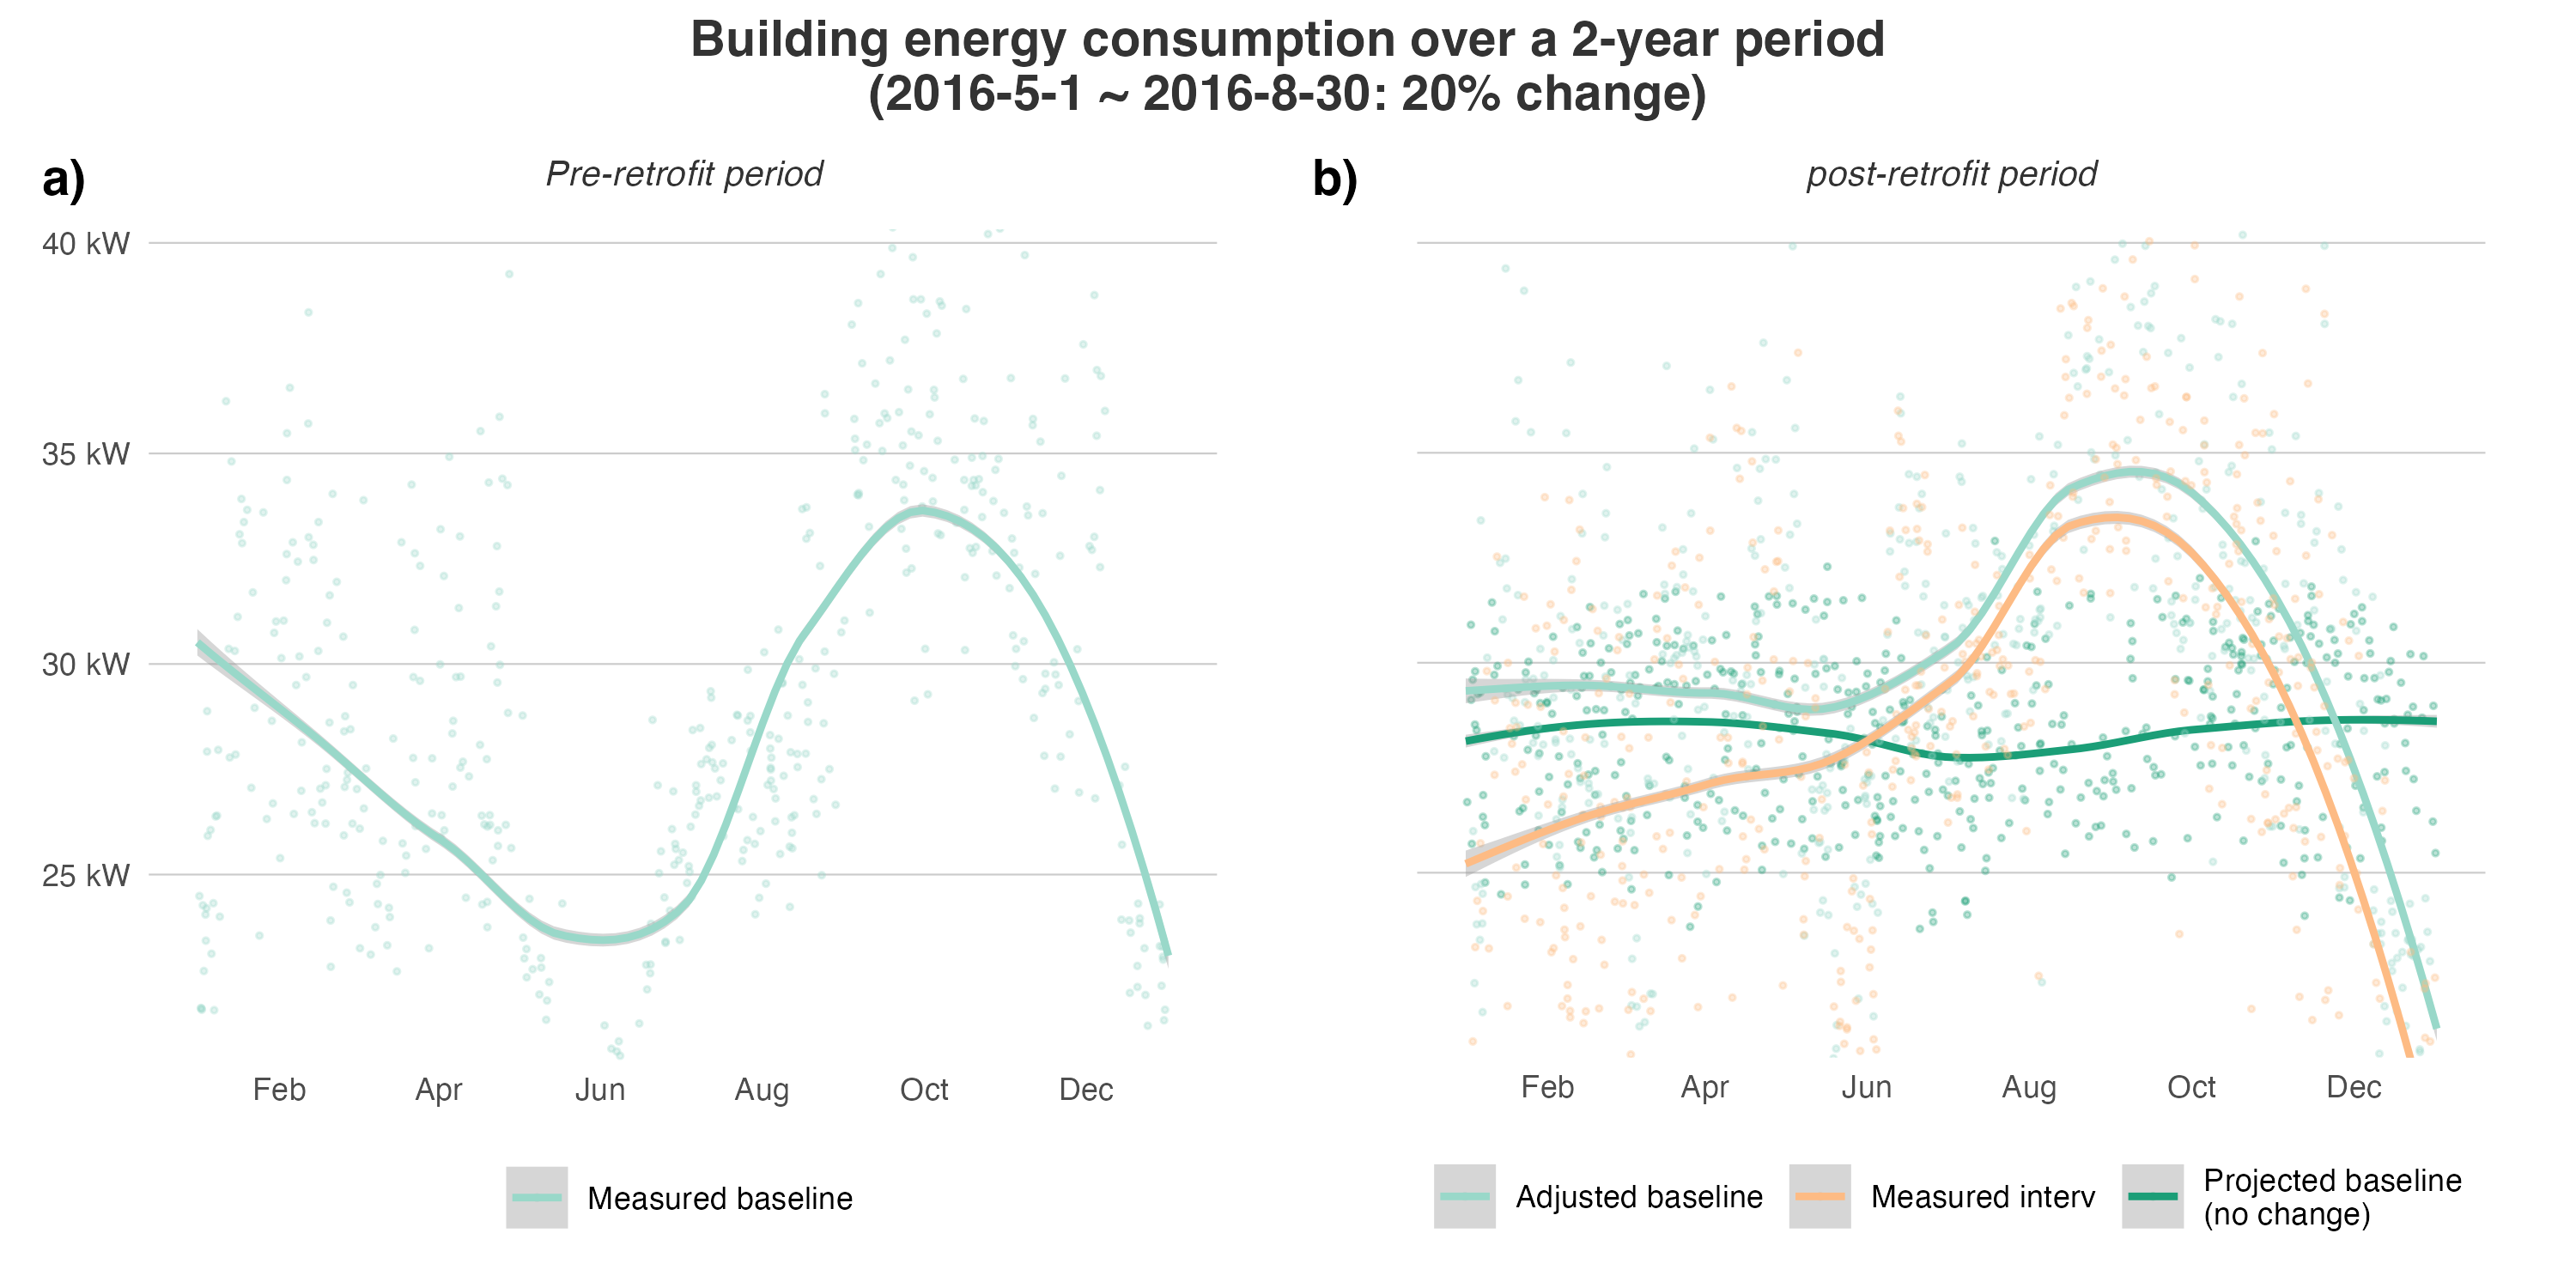 Building energy consumption over a 2-year period
(2016-5-1 ~ 2016-8-30: 20% change)
a)
Pre-retrofit period
40 kW
35 kW
30 kW
25 kW
Feb Apr Jun Aug Oct Dec
Measured baseline
b)
post-retrofit period
Feb Apr Jun Aug Oct Dec
Adjusted baseline
Measured interv
Projected baseline
(no change)